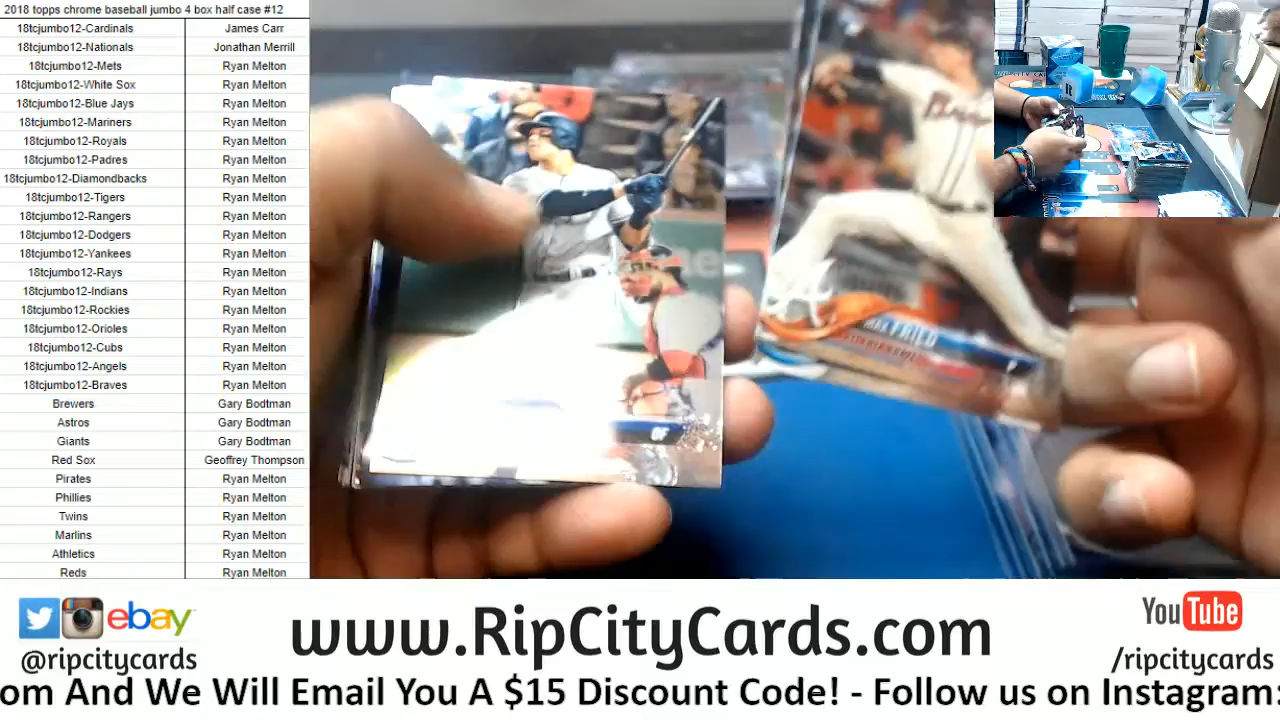 2018 topps chrome baseball jumbo 4 box half case #12
18tcjumbo12-Cardinals James Carr
18tcjumbo12-Nationals Jonathan Merrill
18tcjumbo12-Mets Ryan Melton
18tcjumbo12-White Sox Ryan Melton
18tcjumbo12-Blue Jays Ryan Melton
18tcjumbo12-Mariners Ryan Melton
18tcjumbo12-Royals Ryan Melton
18tcjumbo12-Padres Ryan Melton
18tcjumbo12-Diamondbacks Ryan Melton
18tcjumbo12-Tigers Ryan Melton
18tcjumbo12-Rangers Ryan Melton
18tcjumbo12-Dodgers Ryan Melton
18tcjumbo12-Yankees Ryan Melton
18tcjumbo12-Rays Ryan Melton
18tcjumbo12-Indians Ryan Melton
18tcjumbo12-Rockies Ryan Melton
18tcjumbo12-Orioles Ryan Melton
18tcjumbo12-Cubs Ryan Melton
18tcjumbo12-Angels Ryan Melton
18tcjumbo12-Braves Ryan Melton
Brewers Gary Bodtman
Astros Gary Bodtman
Giants Gary Bodtman
Red Sox Geoffrey Thompson
Pirates Ryan Melton
Phillies Ryan Melton
Twins Ryan Melton
Marlins Ryan Melton
Athletics Ryan Melton
Reds Ryan Melton
MAX FRIED
OF
ebay
@ripcitycards
www.RipCityCards.com
YouTube
/ripcitycards
om And We Will Email You A $15 Discount Code! - Follow us on Instagram: